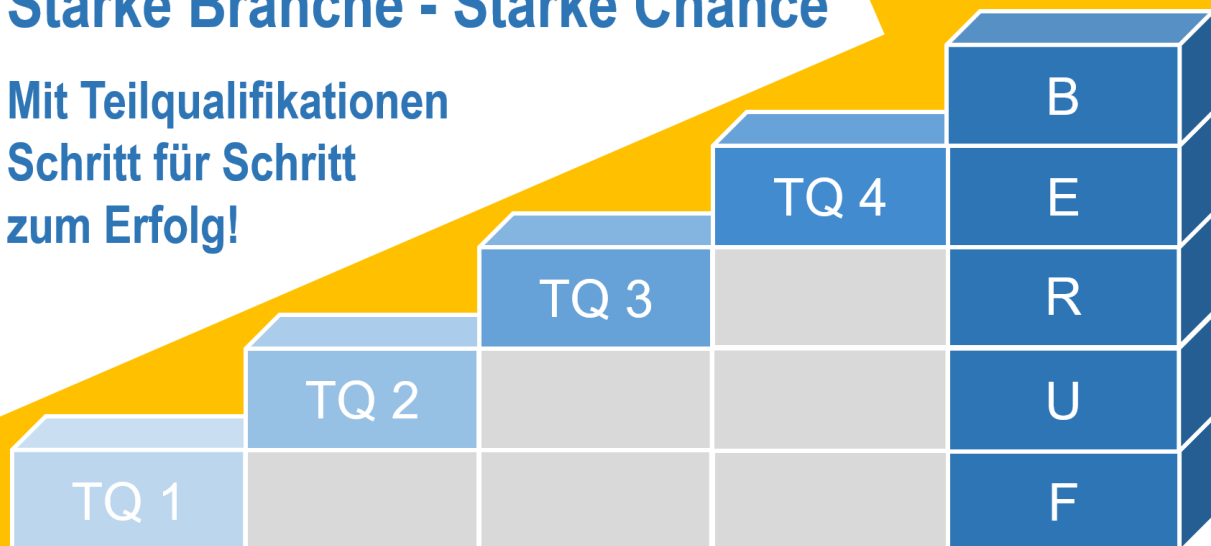 Starke Branche - Starke Chance
Mit Teilqualifikationen
Schritt für Schritt
zum Erfolg!
TQ 1
TQ 2
TQ 3
TQ 4
B
E
R
U
F